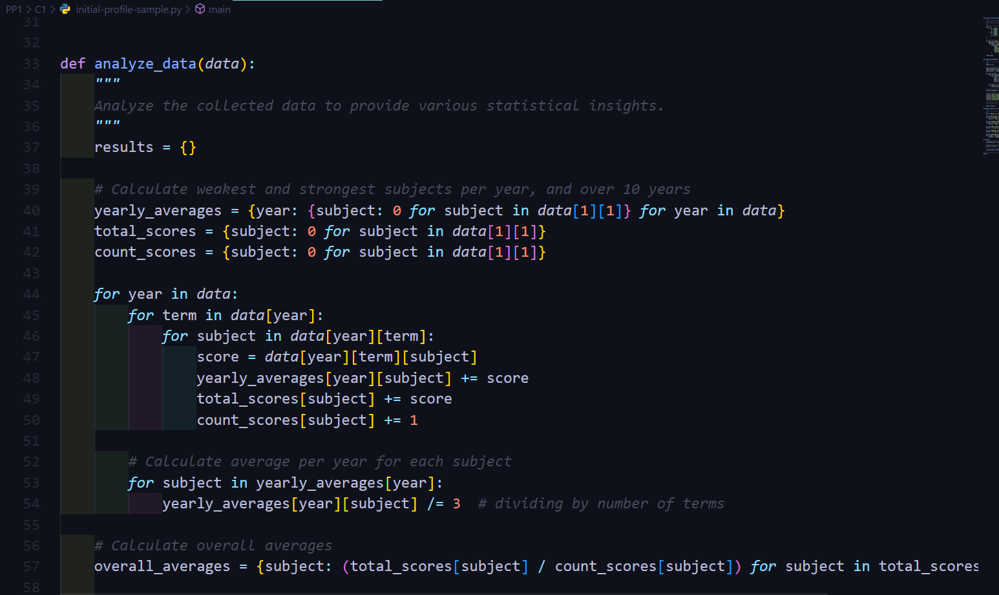 PP1 > C1 > initial-profile-sample.py > main
31
32
33 def analyze_data(data):
34     """
35     Analyze the collected data to provide various statistical insights.
36     """
37     results = {}
38
39     # Calculate weakest and strongest subjects per year, and over 10 years
40     yearly_averages = {year: {subject: 0 for subject in data[1][1]} for year in data}
41     total_scores = {subject: 0 for subject in data[1][1]}
42     count_scores = {subject: 0 for subject in data[1][1]}
43
44     for year in data:
45         for term in data[year]:
46             for subject in data[year][term]:
47                 score = data[year][term][subject]
48                 yearly_averages[year][subject] += score
49                 total_scores[subject] += score
50                 count_scores[subject] += 1
51
52         # Calculate average per year for each subject
53         for subject in yearly_averages[year]:
54             yearly_averages[year][subject] /= 3  # dividing by number of terms
55
56     # Calculate overall averages
57     overall_averages = {subject: (total_scores[subject] / count_scores[subject]) for subject in total_scores
58